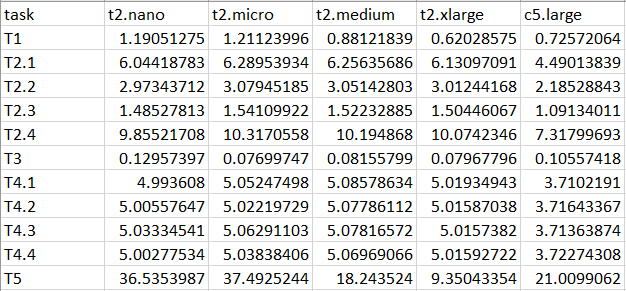 task t2.nano t2.micro t2.medium t2.xlarge c5.large
T1 1.19051275 1.21123996 0.88121839 0.62028575 0.72572064
T2.1 6.04418783 6.28953934 6.25635686 6.13097091 4.49013839
T2.2 2.97343712 3.07945185 3.05142803 3.01244168 2.18528843
T2.3 1.48527813 1.54109922 1.52232885 1.50446067 1.09134011
T2.4 9.85521708 10.3170558 10.194868 10.0742346 7.31799693
T3 0.12957397 0.07699747 0.08155799 0.07967796 0.10557418
T4.1 4.993608 5.05247498 5.08578634 5.01934943 3.7102191
T4.2 5.00557647 5.02219729 5.07786112 5.01587038 3.71643367
T4.3 5.03334541 5.06291103 5.07816572 5.0157382 3.71363874
T4.4 5.00277534 5.03838406 5.06969066 5.01592722 3.72274308
T5 36.5353987 37.4925244 18.243524 9.35043354 21.0099062